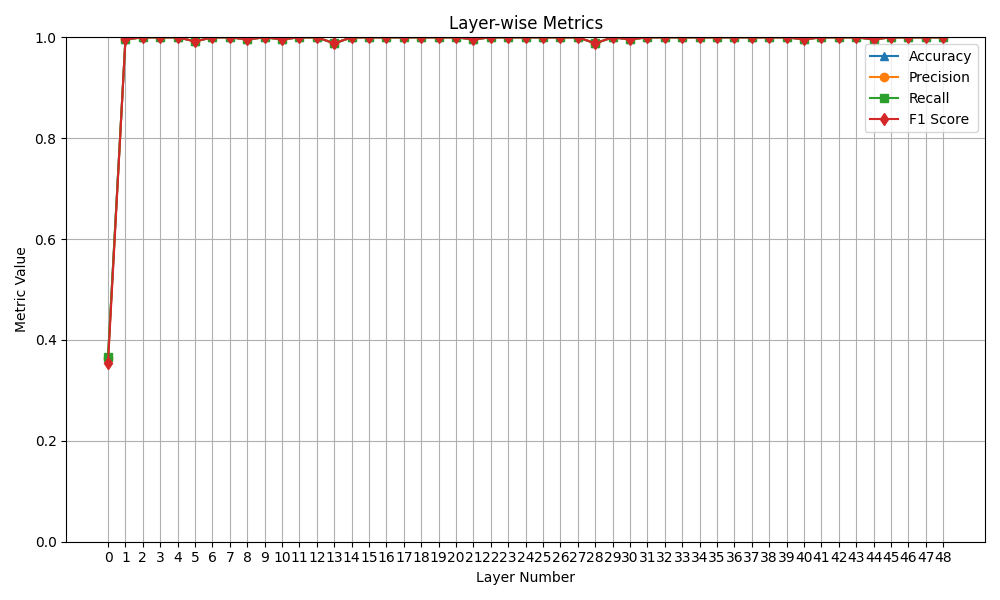 Layer-wise Metrics
1.0
0.8
0.6
0.4
0.2
0.0
Metric Value
Accuracy
Precision
Recall
F1 Score
0 1 2 3 4 5 6 7 8 9 10 11 12 13 14 15 16 17 18 19 20 21 22 23 24 25 26 27 28 29 30 31 32 33 34 35 36 37 38 39 40 41 42 43 44 45 46 47 48
Layer Number